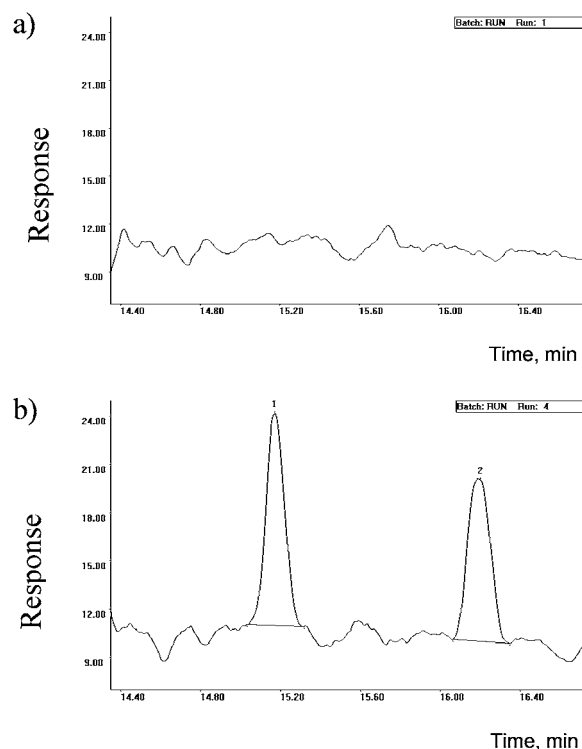 a)
Batch: RUN Run: 1
24.00
21.00
18.00
15.00
12.00
9.00
Response
14.40 14.80 15.20 15.60 16.00 16.40
Time, min
b)
Batch: RUN Run: 4
1
2
24.00
21.00
18.00
15.00
12.00
9.00
Response
14.40 14.80 15.20 15.60 16.00 16.40
Time, min